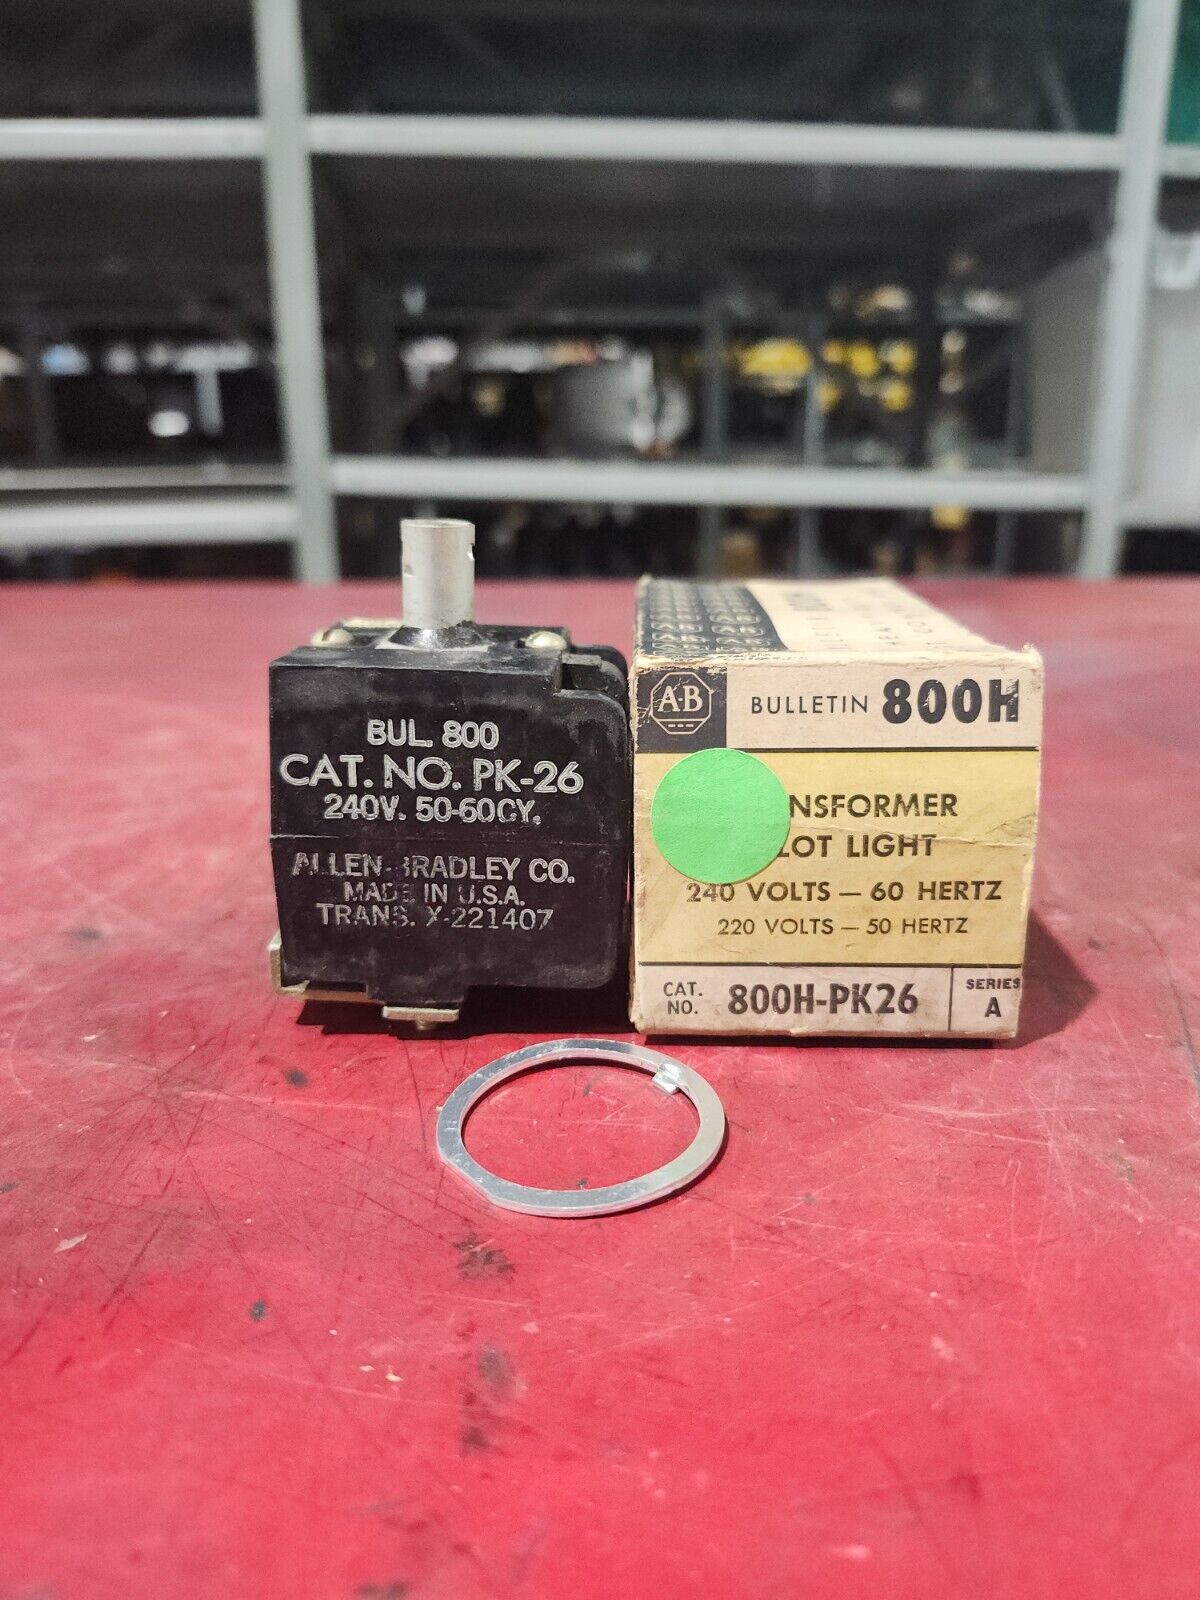 BUL. 800
CAT. NO. PK-26
240V. 50-60CY.
ALLEN-BRADLEY CO.
MADE IN U.S.A.
TRANS. X-221407
A-B
BULLETIN 800H
NSFORMER
LOT LIGHT
240 VOLTS — 60 HERTZ
220 VOLTS — 50 HERTZ
CAT. NO. 800H-PK26
SERIES A